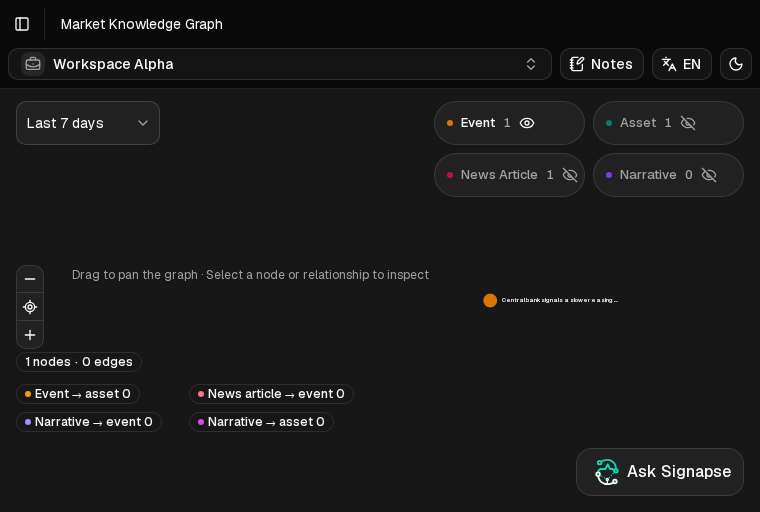 Market Knowledge Graph
Workspace Alpha
Notes
EN
Last 7 days
Event 1
Asset 1
News Article 1
Narrative 0
Drag to pan the graph · Select a node or relationship to inspect
Central bank signals a slower easing...
1 nodes · 0 edges
Event → asset 0
News article → event 0
Narrative → event 0
Narrative → asset 0
Ask Signapse